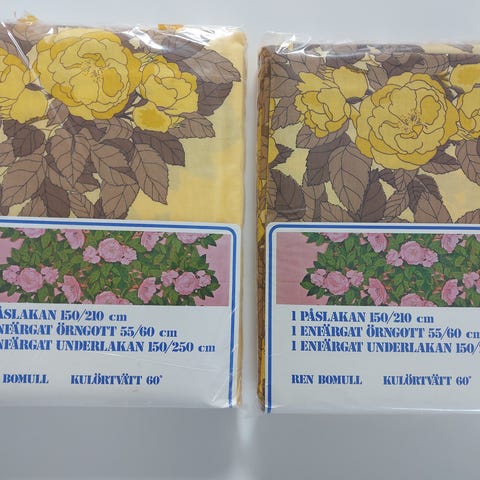 PÅSLAKAN 150/210 cm
ENFÄRGAT ÖRNGOTT 55/60 cm
ENFÄRGAT UNDERLAKAN 150/250 cm
BOMULL KULÖRTVÄTT 60°
1 PÅSLAKAN 150/210 cm
1 ENFÄRGAT ÖRNGOTT 55/60 cm
1 ENFÄRGAT UNDERLAKAN 150/
REN BOMULL KULÖRTVÄTT 60°